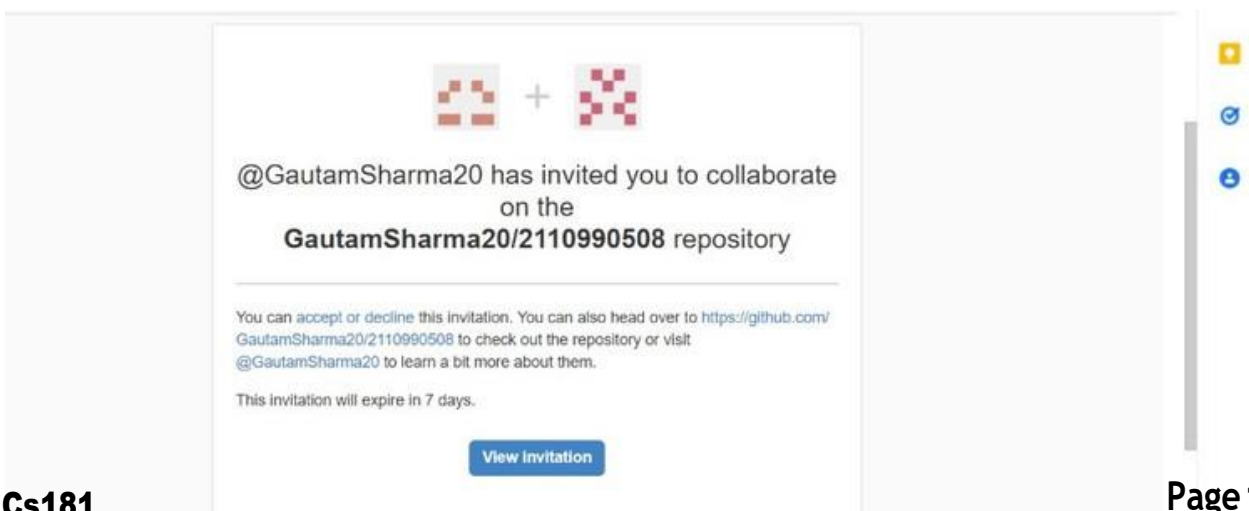 +
@GautamSharma20 has invited you to collaborate
on the
GautamSharma20/2110990508 repository
You can accept or decline this invitation. You can also head over to https://github.com/
GautamSharma20/2110990508 to check out the repository or visit
@GautamSharma20 to learn a bit more about them.
This invitation will expire in 7 days.
View Invitation
Cs181
Page